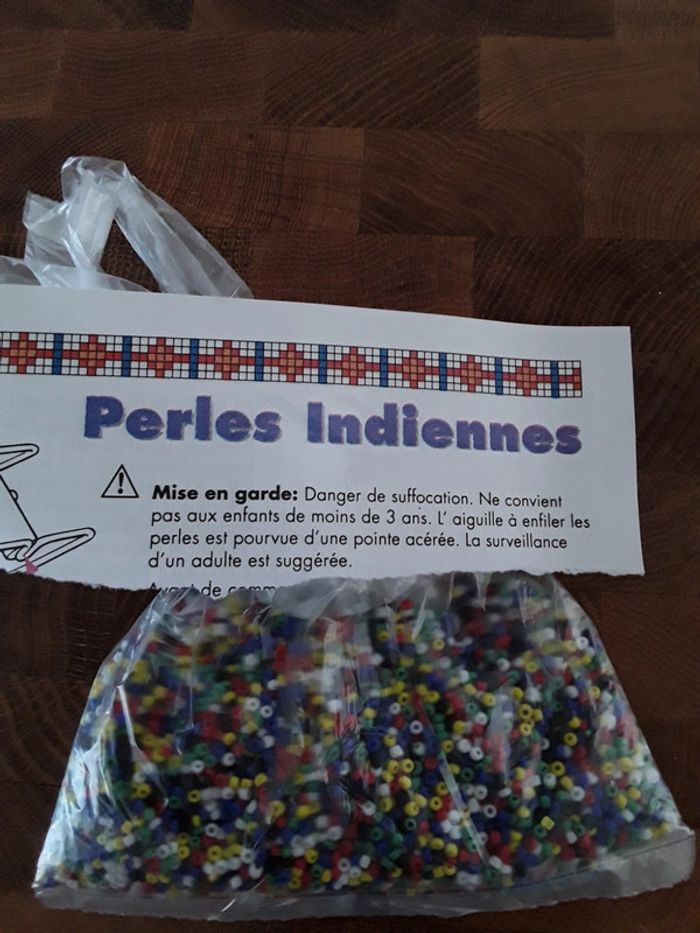 Perles Indiennes
Mise en garde: Danger de suffocation. Ne convient
pas aux enfants de moins de 3 ans. L' aiguille à enfiler les
perles est pourvue d'une pointe acérée. La surveillance
d'un adulte est suggérée.
de